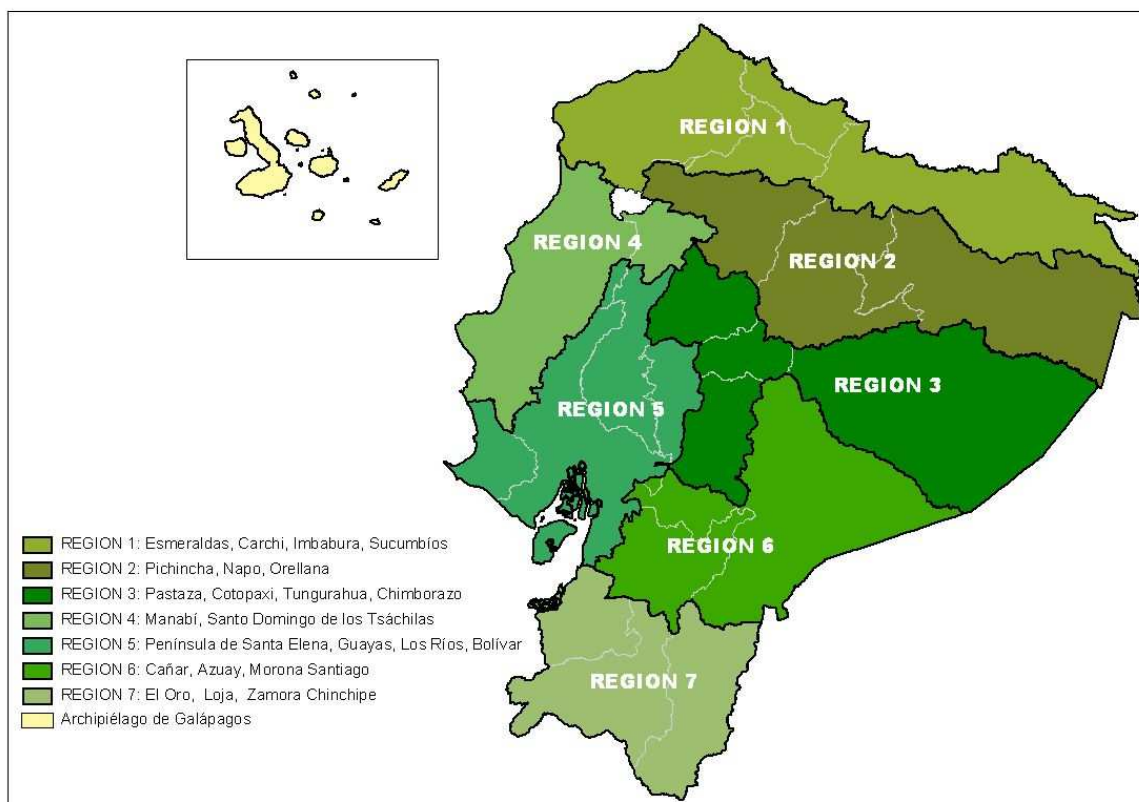 REGION 1
REGION 4
REGION 2
REGION 3
REGION 5
REGION 6
REGION 7
REGION 1: Esmeraldas, Carchi, Imbabura, Sucumbíos
REGION 2: Pichincha, Napo, Orellana
REGION 3: Pastaza, Cotopaxi, Tungurahua, Chimborazo
REGION 4: Manabí, Santo Domingo de los Tsáchilas
REGION 5: Península de Santa Elena, Guayas, Los Ríos, Bolívar
REGION 6: Cañar, Azuay, Morona Santiago
REGION 7: El Oro, Loja, Zamora Chinchipe
Archipiélago de Galápagos